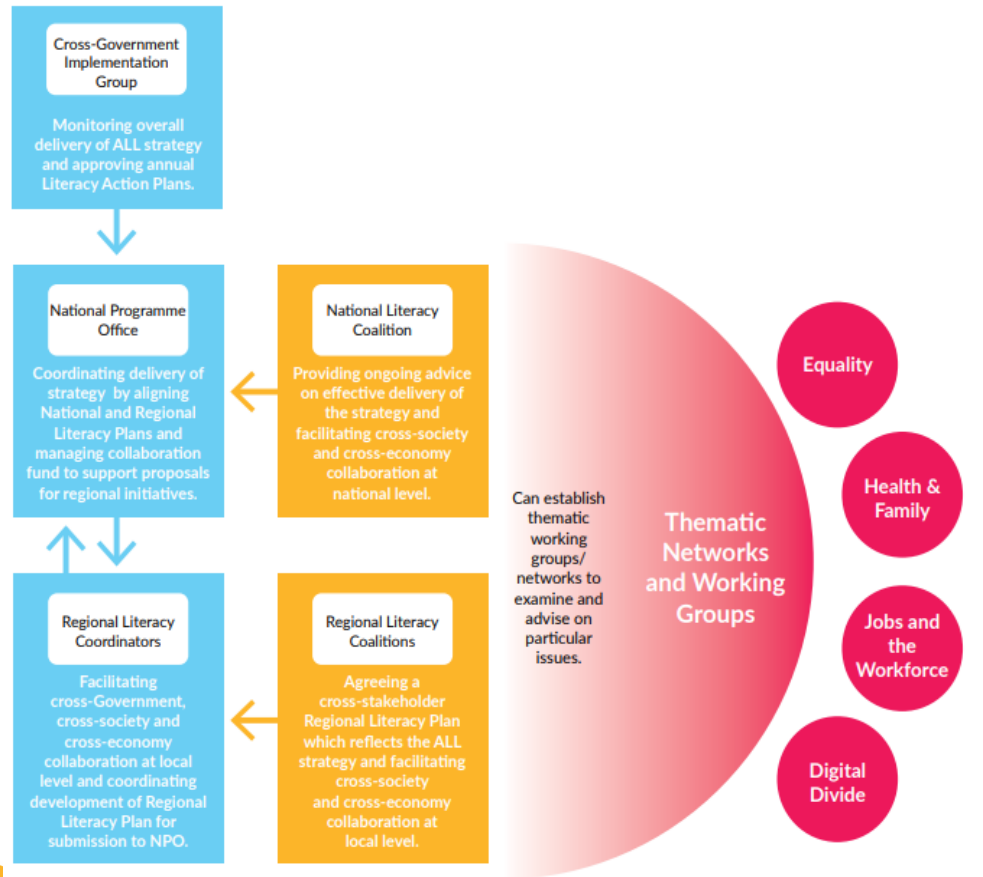 Cross-Government
Implementation
Group
Monitoring overall
delivery of ALL strategy
and approving annual
Literacy Action Plans.
National Programme
Office
Coordinating delivery of
strategy by aligning
National and Regional
Literacy Plans and
managing collaboration
fund to support proposals
for regional initiatives.
National Literacy
Coalition
Providing ongoing advice
on effective delivery of
the strategy and
facilitating cross-society
and cross-economy
collaboration at
national level.
Regional Literacy
Coordinators
Facilitating
cross-Government,
cross-society and
cross-economy
collaboration at local
level and coordinating
development of Regional
Literacy Plan for
submission to NPO.
Regional Literacy
Coalitions
Agreeing a
cross-stakeholder
Regional Literacy Plan
which reflects the ALL
strategy and facilitating
cross-society
and cross-economy
collaboration at
local level.
Can establish
thematic
working
groups/
networks to
examine and
advise on
particular
issues.
Thematic
Networks
and Working
Groups
Equality
Health &
Family
Jobs and
the
Workforce
Digital
Divide